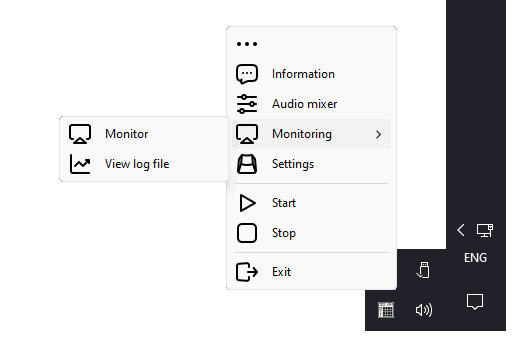 Information
Audio mixer
Monitoring
Monitor
View log file
Settings
Start
Stop
Exit
ENG